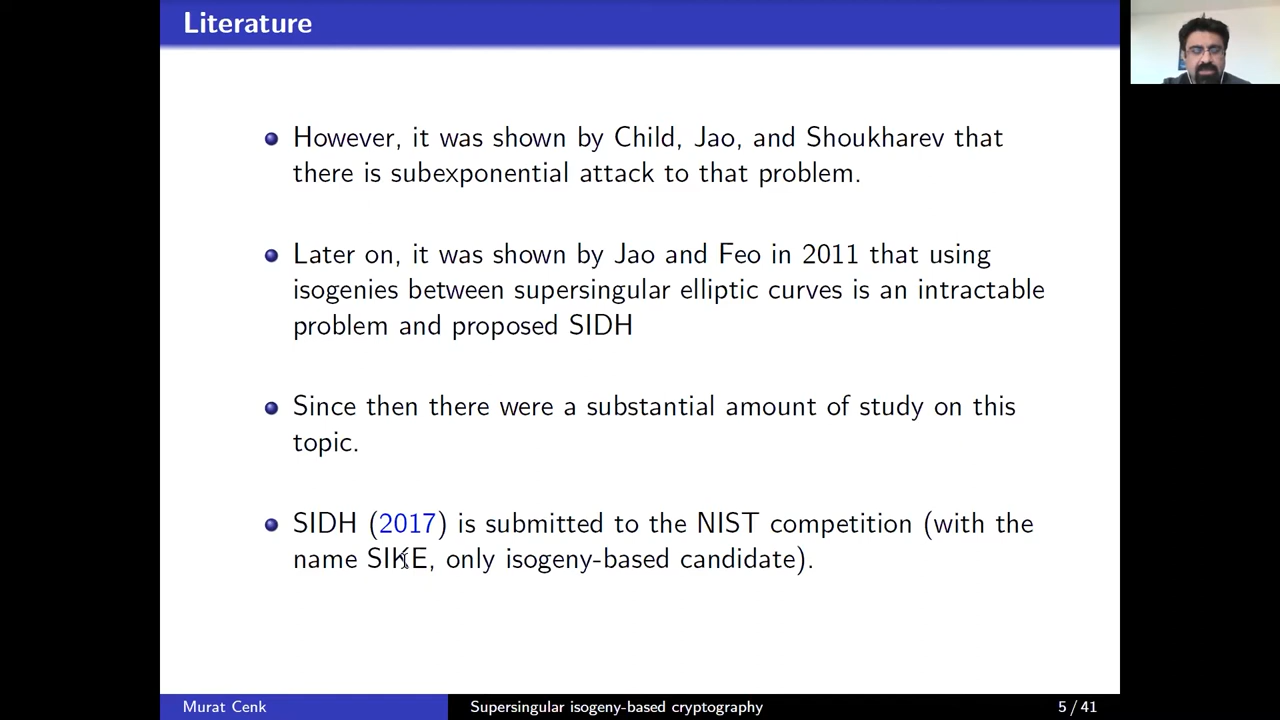 Literature
However, it was shown by Child, Jao, and Shoukharev that
there is subexponential attack to that problem.
Later on, it was shown by Jao and Feo in 2011 that using
isogenies between supersingular elliptic curves is an intractable
problem and proposed SIDH
Since then there were a substantial amount of study on this
topic.
SIDH (2017) is submitted to the NIST competition (with the
name SIKE, only isogeny-based candidate).
Murat Cenk
Supersingular isogeny-based cryptography
5 / 41